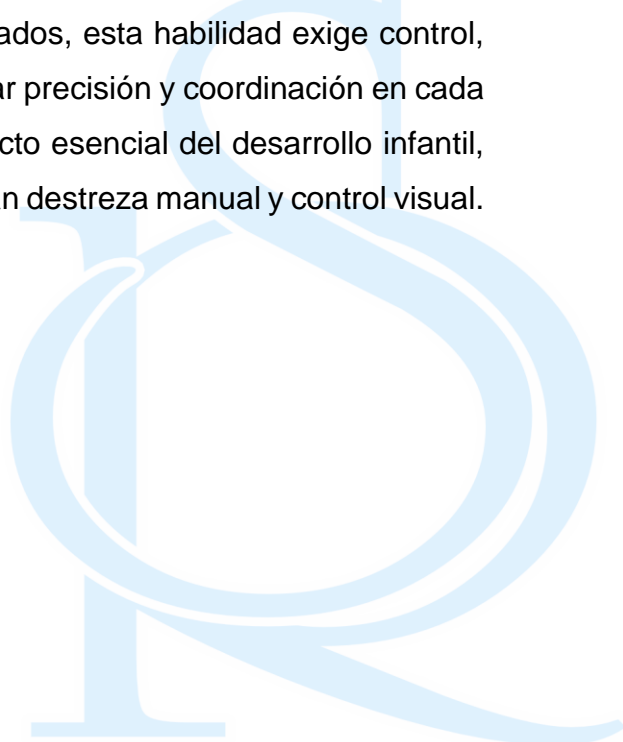 ados, esta habilidad exige control,
ar precisión y coordinación en cada
cto esencial del desarrollo infantil,
an destreza manual y control visual.